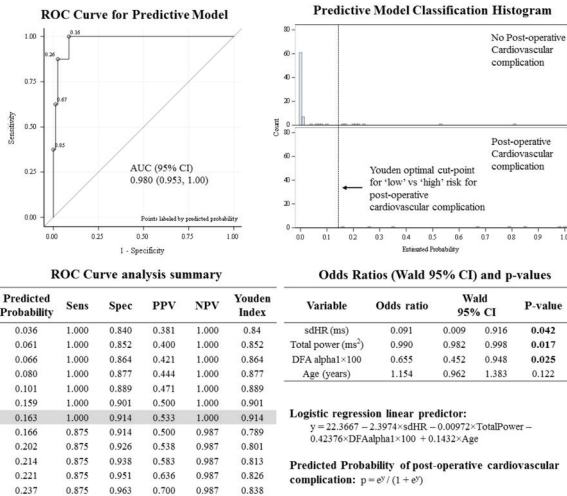 ROC Curve for Predictive Model
1.00
0.75
0.50
0.25
0.00
Sensitivity
0.16
0.26
0.67
0.85
AUC (95% CI)
0.980 (0.953, 1.00)
Points labeled by predicted probability
0.00 0.25 0.50 0.75 1.00
1 - Specificity
Predictive Model Classification Histogram
80
60
40
20
0
80
60
40
20
0
Count
No Post-operative
Cardiovascular
complication
Post-operative
Cardiovascular
complication
Youden optimal cut-point
for 'low' vs 'high' risk for
post-operative
cardiovascular complication
0.0 0.1 0.2 0.3 0.4 0.5 0.6 0.7 0.8 0.9 1.0
Estimated Probability
ROC Curve analysis summary
Predicted Probability Sens Spec PPV NPV Youden Index
0.036 1.000 0.840 0.381 1.000 0.84
0.061 1.000 0.852 0.400 1.000 0.852
0.066 1.000 0.864 0.421 1.000 0.864
0.080 1.000 0.877 0.444 1.000 0.877
0.101 1.000 0.889 0.471 1.000 0.889
0.159 1.000 0.901 0.500 1.000 0.901
0.163 1.000 0.914 0.533 1.000 0.914
0.166 0.875 0.914 0.500 0.987 0.789
0.202 0.875 0.926 0.538 0.987 0.801
0.214 0.875 0.938 0.583 0.987 0.813
0.221 0.875 0.951 0.636 0.987 0.826
0.237 0.875 0.963 0.700 0.987 0.838
Odds Ratios (Wald 95% CI) and p-values
Variable Odds ratio Wald 95% CI P-value
sdHR (ms) 0.091 0.009 0.916 0.042
Total power (ms²) 0.990 0.982 0.998 0.017
DFA alpha1×100 0.655 0.452 0.948 0.025
Age (years) 1.154 0.962 1.383 0.122
Logistic regression linear predictor:
y = 22.3667 – 2.3974×sdHR – 0.00972×TotalPower –
0.42376×DFAalpha1×100 + 0.1432×Age
Predicted Probability of post-operative cardiovascular
complication: p = eʸ / (1 + eʸ)